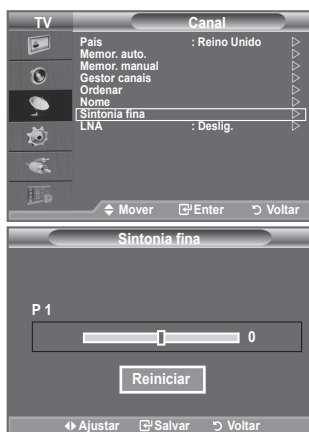 TV Canal
País : Reino Unido
Memor. auto.
Memor. manual
Gestor canais
Ordenar
Nome
Sintonia fina
LNA : Deslig.
Mover Enter Voltar
Sintonia fina
P 1
0
Reiniciar
Ajustar Salvar Voltar